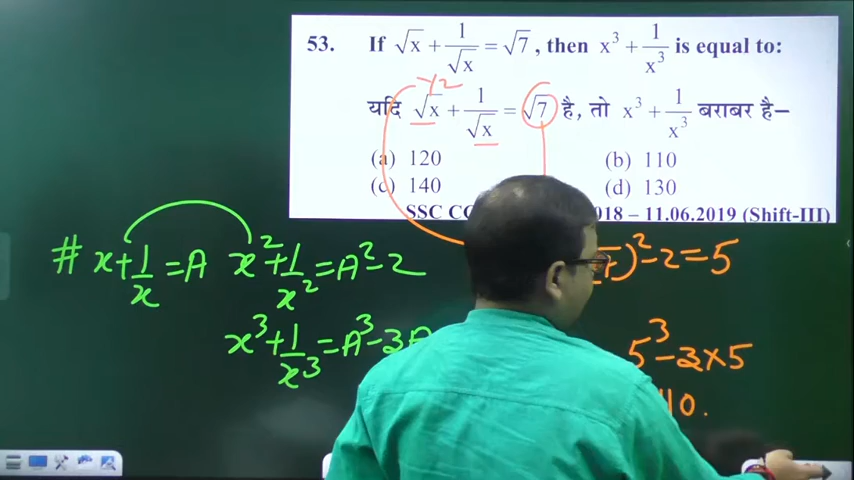 53. If √x + 1/√x = √7, then x³ + 1/x³ is equal to:
यदि √x + 1/√x = √7 है, तो x³ + 1/x³ बराबर है–
(a) 120 (b) 110
(c) 140 (d) 130
SSC 018 – 11.06.2019 (Shift-III)
# x + 1/x = A x² + 1/x² = A² – 2
)² – 2 = 5
x³ + 1/x³ = A³ – 3A
5³ – 3 × 5
110.